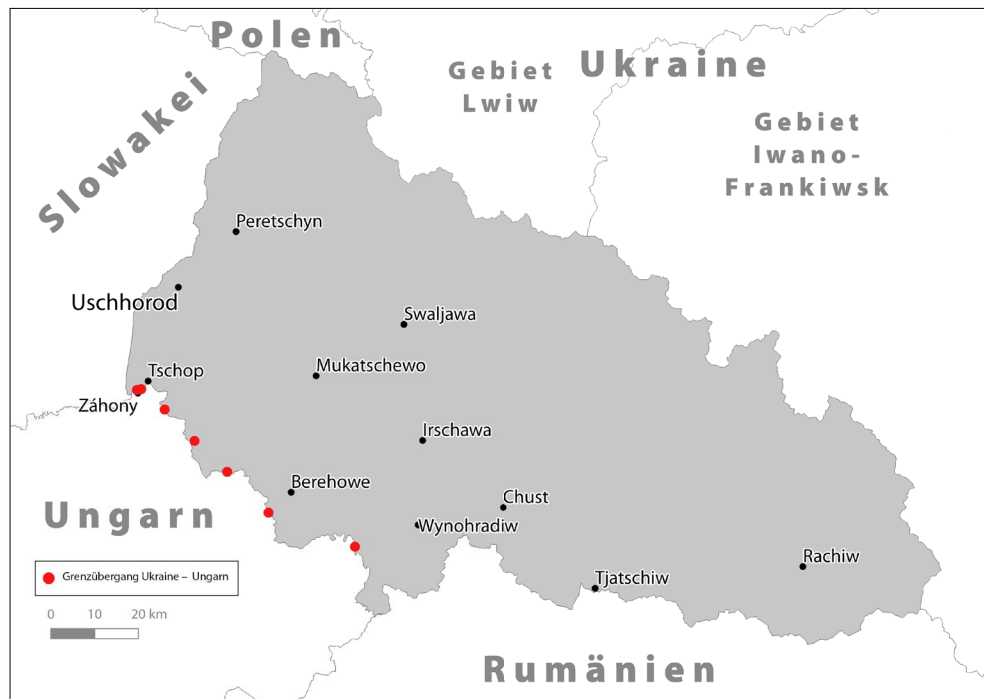 Polen
Slowakei
Gebiet
Lwiw
Ukraine
Gebiet
Iwano-
Frankiwsk
Peretschyn
Uschhorod
Swaljawa
Tschop
Mukatschewo
Záhony
Irschawa
Berehowe
Chust
Ungarn
Wynohradiw
Rachiw
Tjatschiw
Grenzübergang Ukraine – Ungarn
0 10 20 km
Rumänien